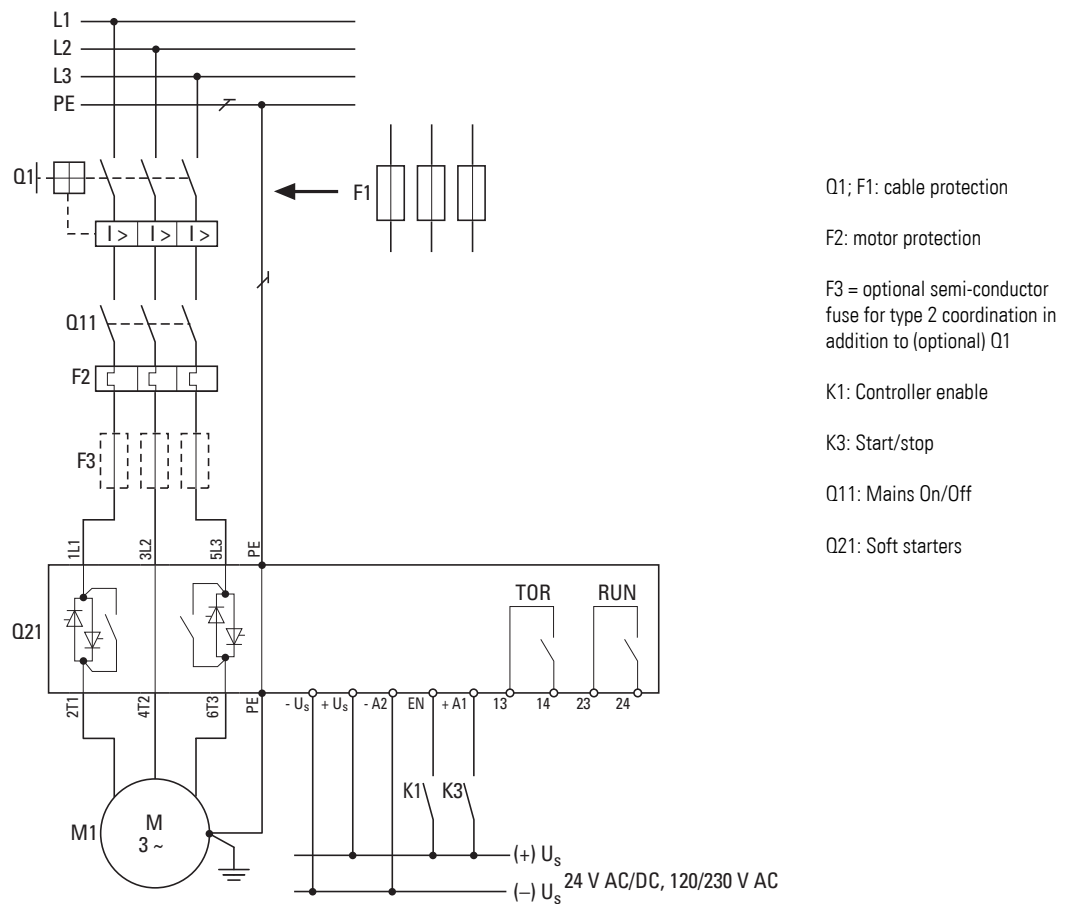 L1
L2
L3
PE
Q1
I > I > I >
F1
Q11
F2
F3
1L1 3L2 5L3 PE
Q21
TOR RUN
2T1 4T2 6T3 PE
- Us + Us - A2 EN + A1 13 14 23 24
K1 K3
M1
M
3 ~
(+) Us
(–) Us 24 V AC/DC, 120/230 V AC
Q1; F1: cable protection
F2: motor protection
F3 = optional semi-conductor
fuse for type 2 coordination in
addition to (optional) Q1
K1: Controller enable
K3: Start/stop
Q11: Mains On/Off
Q21: Soft starters